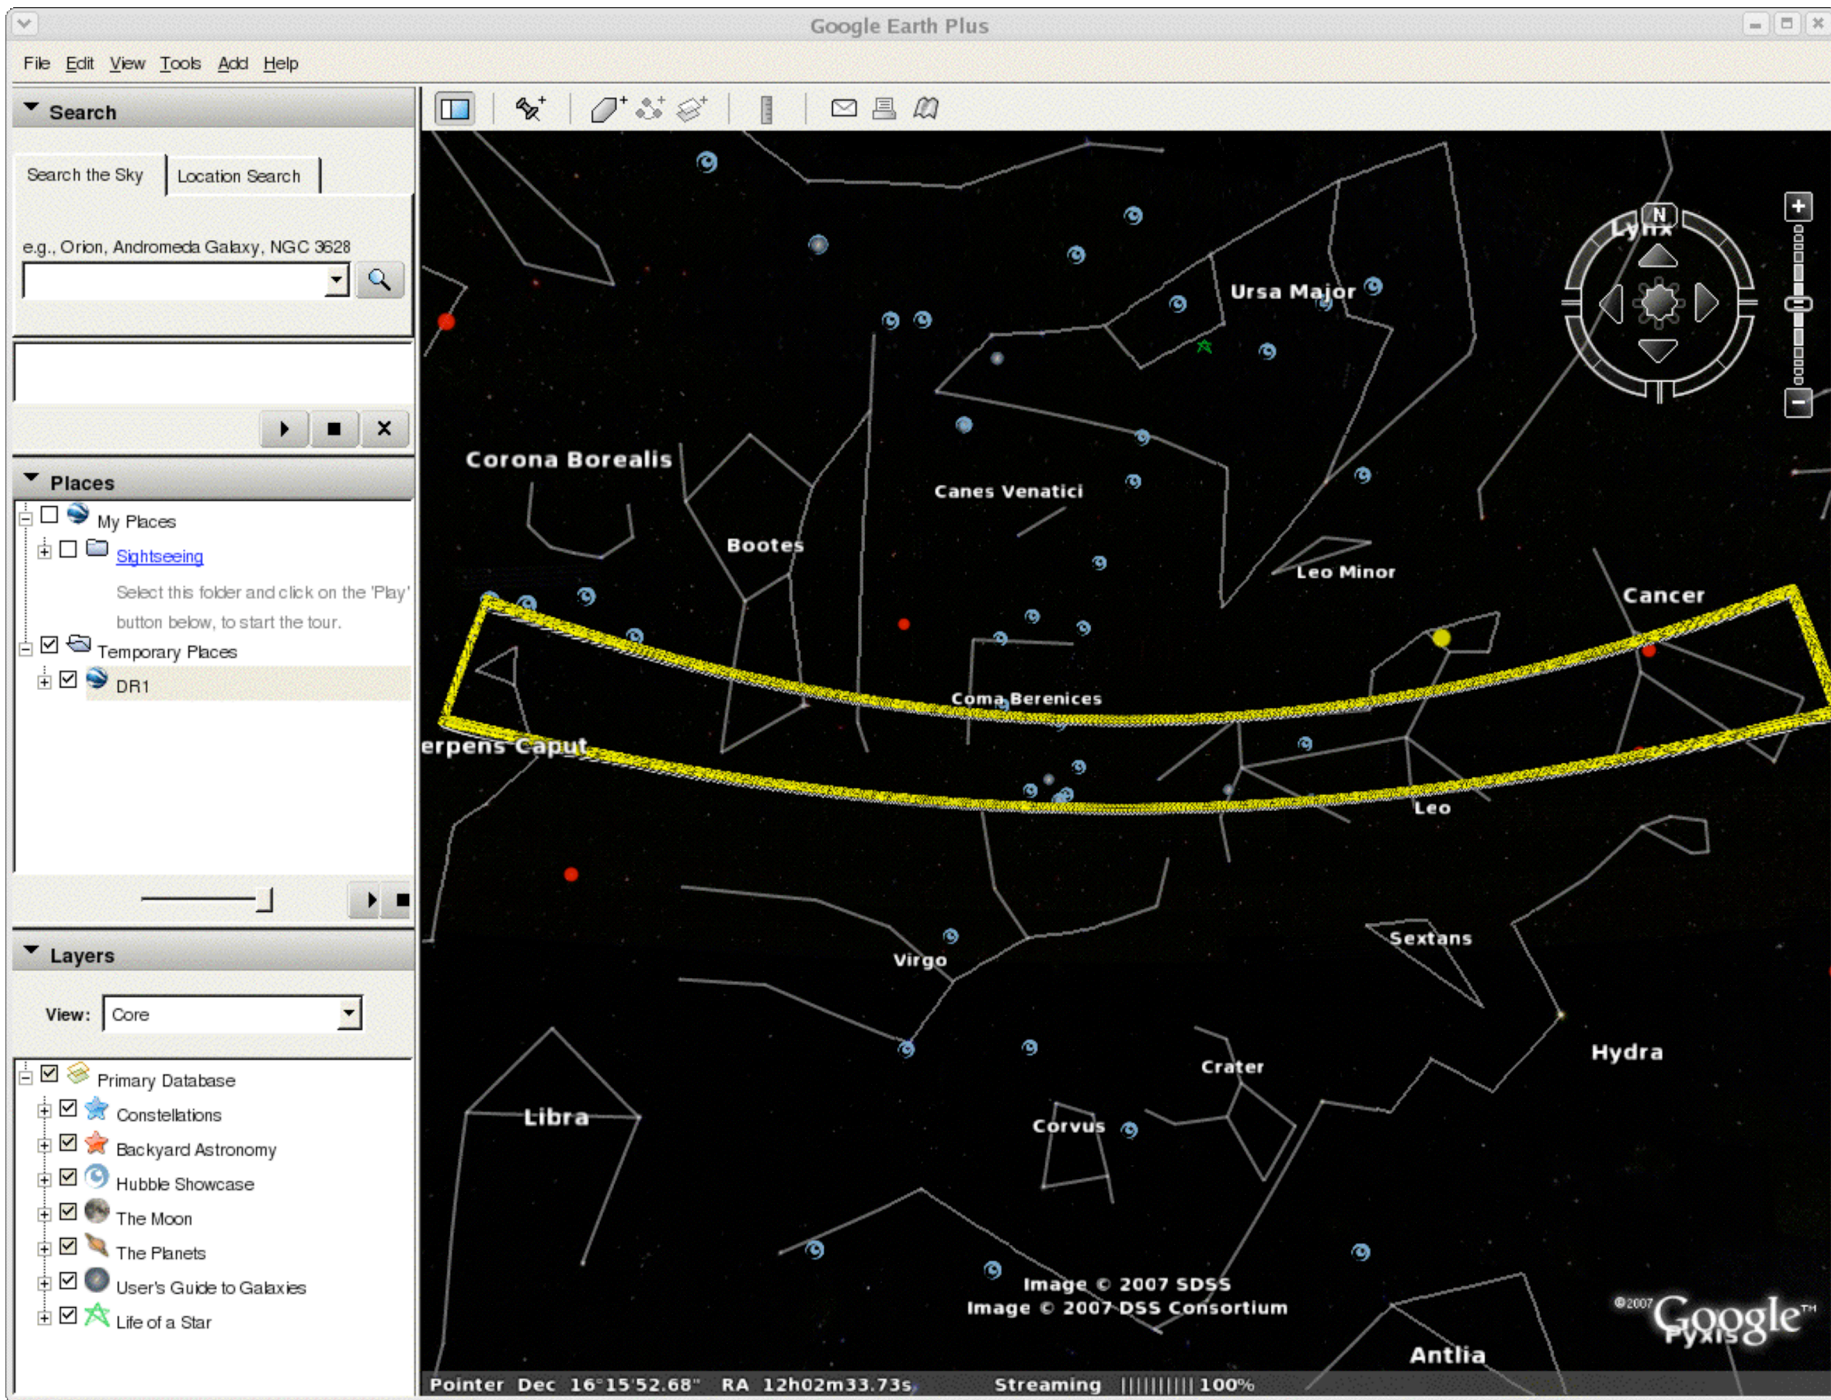 Google Earth Plus
File Edit View Tools Add Help
Search
Search the Sky
Location Search
e.g., Orion, Andromeda Galaxy, NGC 3628
Places
My Places
Sightseeing
Select this folder and click on the 'Play'
button below, to start the tour.
Temporary Places
DR1
Layers
View: Core
Primary Database
Constellations
Backyard Astronomy
Hubble Showcase
The Moon
The Planets
User's Guide to Galaxies
Life of a Star
N
Lynx
Ursa Major
Corona Borealis
Canes Venatici
Bootes
Leo Minor
Cancer
Coma Berenices
erpens Caput
Leo
Sextans
Virgo
Hydra
Crater
Libra
Corvus
Image © 2007 SDSS
Image © 2007 DSS Consortium
©2007 Google™
Pyxis
Antlia
Pointer Dec 16°15'52.68" RA 12h02m33.73s Streaming |||||||||| 100%